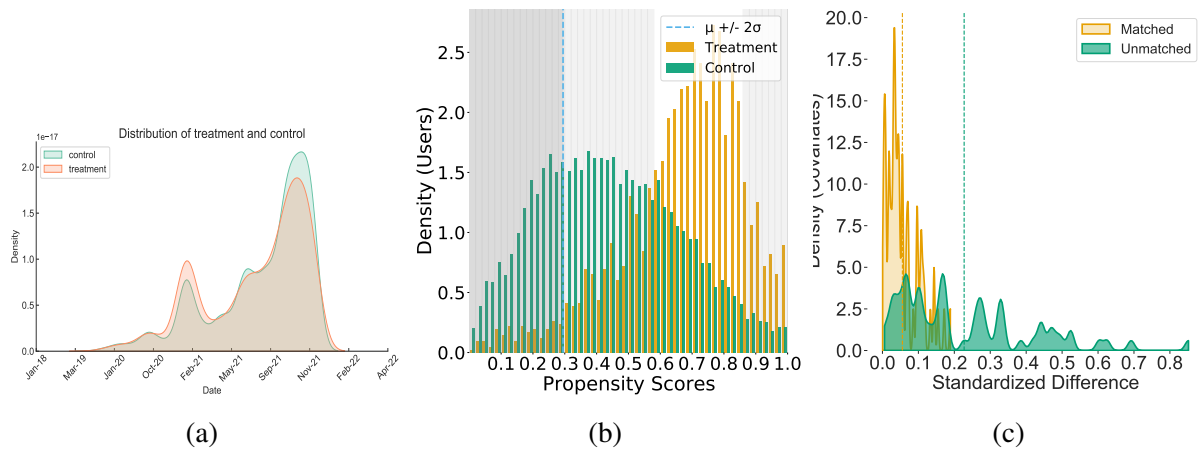 Distribution of treatment and control
1e−17
control
treatment
2.0
1.5
1.0
0.5
0.0
Density
Jan-18
Mar-19
Jan-20
Oct-20
Feb-21
May-21
Sep-21
Nov-21
Feb-22
Apr-22
Date
(a)
μ +/- 2σ
Treatment
Control
2.5
2.0
1.5
1.0
0.5
0.0
Density (Users)
0.1 0.2 0.3 0.4 0.5 0.6 0.7 0.8 0.9 1.0
Propensity Scores
(b)
Matched
Unmatched
20.0
17.5
15.0
12.5
10.0
7.5
5.0
2.5
0.0
Density (Covariates)
0.0 0.1 0.2 0.3 0.4 0.5 0.6 0.7 0.8
Standardized Difference
(c)